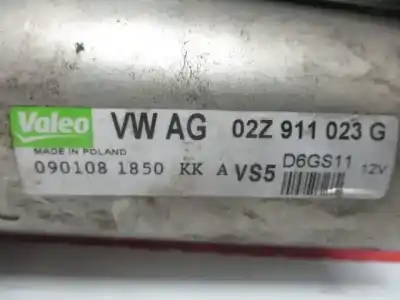 Valeo VW AG 02Z 911 023 G
MADE IN POLAND D6GS11
090108 1850 KK A VS5 12V